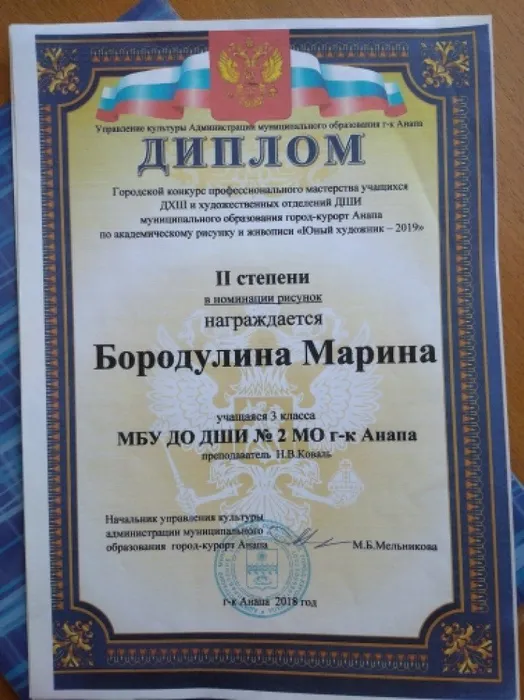 Управление культуры Администрации муниципального образования г-к Анапа
ДИПЛОМ
Городской конкурс профессионального мастерства учащихся
ДХШ и художественных отделений ДШИ
муниципального образования город-курорт Анапа
по академическому рисунку и живописи «Юный художник – 2019»
II степени
в номинации рисунок
награждается
Бородулина Марина
учащаяся 3 класса
МБУ ДО ДШИ № 2 МО г-к Анапа
преподаватель Н.В.Коваль
Начальник управления культуры
администрации муниципального
образования город-курорт Анапа
М.Б.Мельникова
г-к Анапа 2018 год